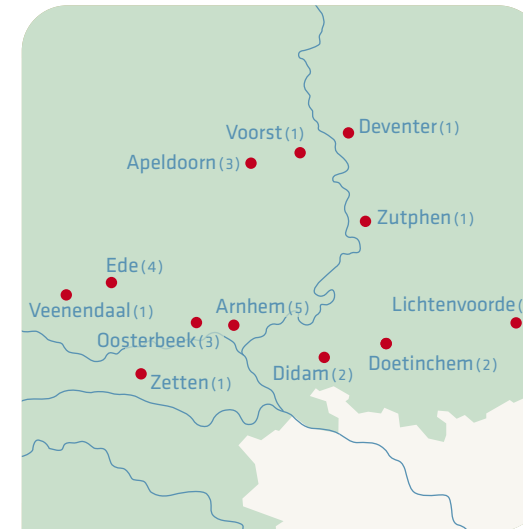 Voorst (1)
Deventer (1)
Apeldoorn (3)
Zutphen (1)
Ede (4)
Veenendaal (1)
Arnhem (5)
Lichtenvoorde (
Oosterbeek (3)
Doetinchem (2)
Didam (2)
Zetten (1)